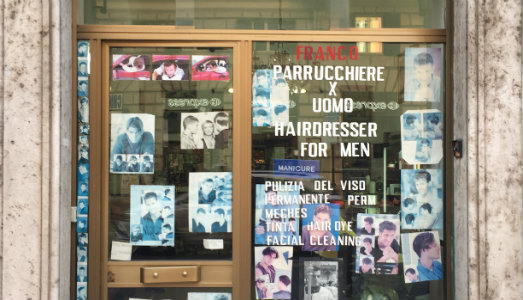 FRANCO
PARRUCCHIERE
X
UOMO
HAIRDRESSER
FOR MEN
MANICURE
PULIZIA DEL VISO
PERMANENTE PERM
MECHES
TINTA HAIR DYE
FACIAL CLEANING